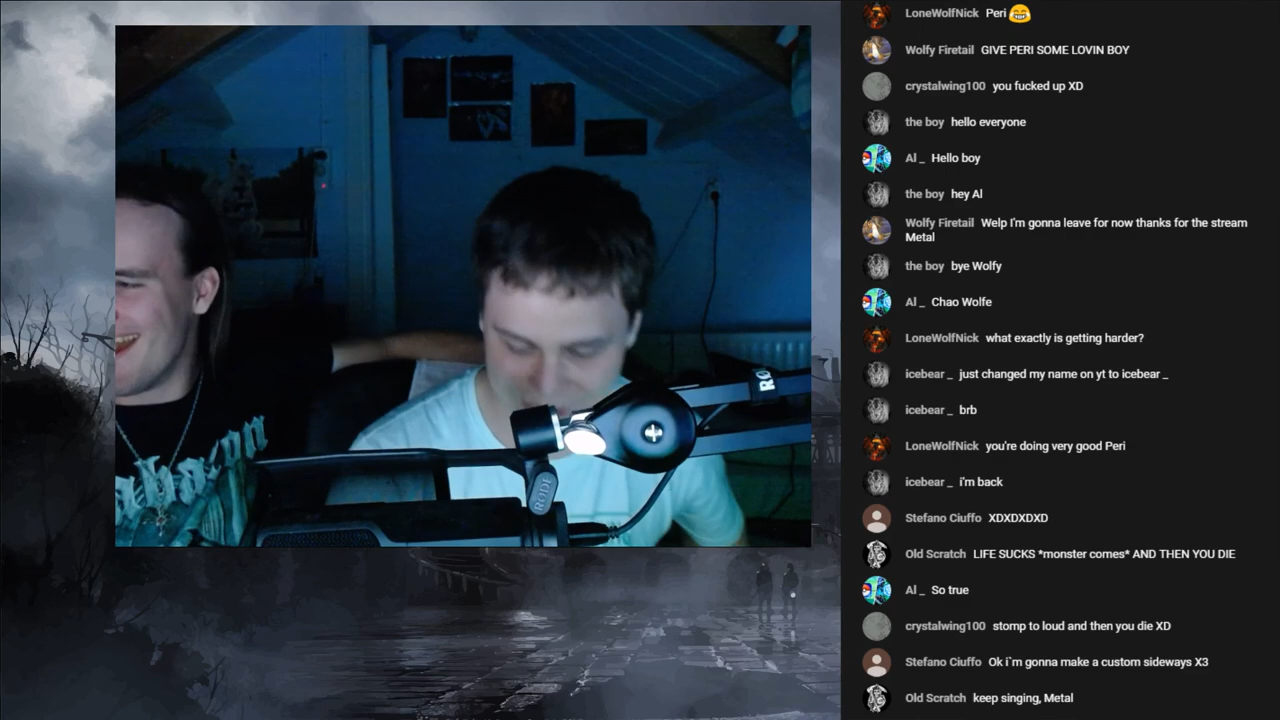 LoneWolfNick Peri 😂
Wolfy Firetail GIVE PERI SOME LOVIN BOY
crystalwing100 you fucked up XD
the boy hello everyone
Al _ Hello boy
the boy hey Al
Wolfy Firetail Welp I'm gonna leave for now thanks for the stream
Metal
the boy bye Wolfy
Al _ Chao Wolfe
LoneWolfNick what exactly is getting harder?
icebear _ just changed my name on yt to icebear _
icebear _ brb
LoneWolfNick you're doing very good Peri
icebear _ i'm back
Stefano Ciuffo XDXDXDXD
Old Scratch LIFE SUCKS *monster comes* AND THEN YOU DIE
Al _ So true
crystalwing100 stomp to loud and then you die XD
Stefano Ciuffo Ok i`m gonna make a custom sideways X3
Old Scratch keep singing, Metal
RODE